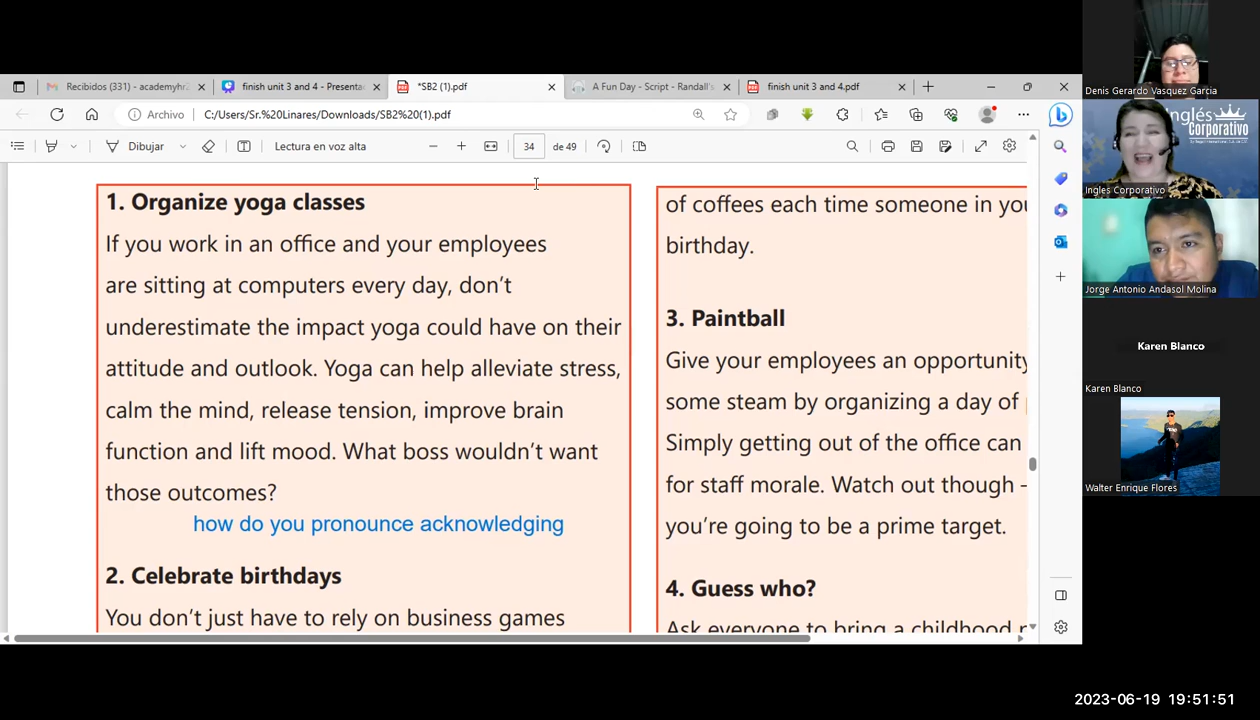 Recibidos (331) - academyhr2
finish unit 3 and 4 - Presenta
*SB2 (1).pdf
A Fun Day - Script - Randall's
finish unit 3 and 4.pdf
Archivo
C:/Users/Sr.%20Linares/Downloads/SB2%20(1).pdf
Dibujar
Lectura en voz alta
34
de 49
1. Organize yoga classes
If you work in an office and your employees
are sitting at computers every day, don't
underestimate the impact yoga could have on their
attitude and outlook. Yoga can help alleviate stress,
calm the mind, release tension, improve brain
function and lift mood. What boss wouldn't want
those outcomes?
how do you pronounce acknowledging
2. Celebrate birthdays
You don't just have to rely on business games
of coffees each time someone in you
birthday.
3. Paintball
Give your employees an opportunity
some steam by organizing a day of
Simply getting out of the office can
for staff morale. Watch out though –
you're going to be a prime target.
4. Guess who?
Ask everyone to bring a childhood
Denis Gerardo Vasquez Garcia
Inglés
Corporativo
Ingles Corporativo
Jorge Antonio Andasol Molina
Karen Blanco
Karen Blanco
Walter Enrique Flores
2023-06-19 19:51:51